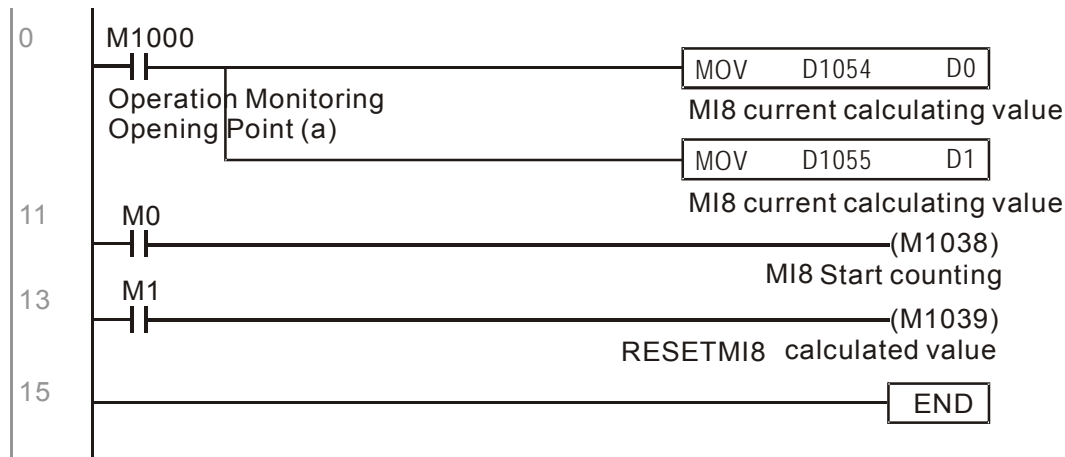 0
M1000
MOV D1054 D0
Operation Monitoring
Opening Point (a)
MI8 current calculating value
MOV D1055 D1
MI8 current calculating value
11
M0
(M1038)
MI8 Start counting
13
M1
(M1039)
RESETMI8 calculated value
15
END